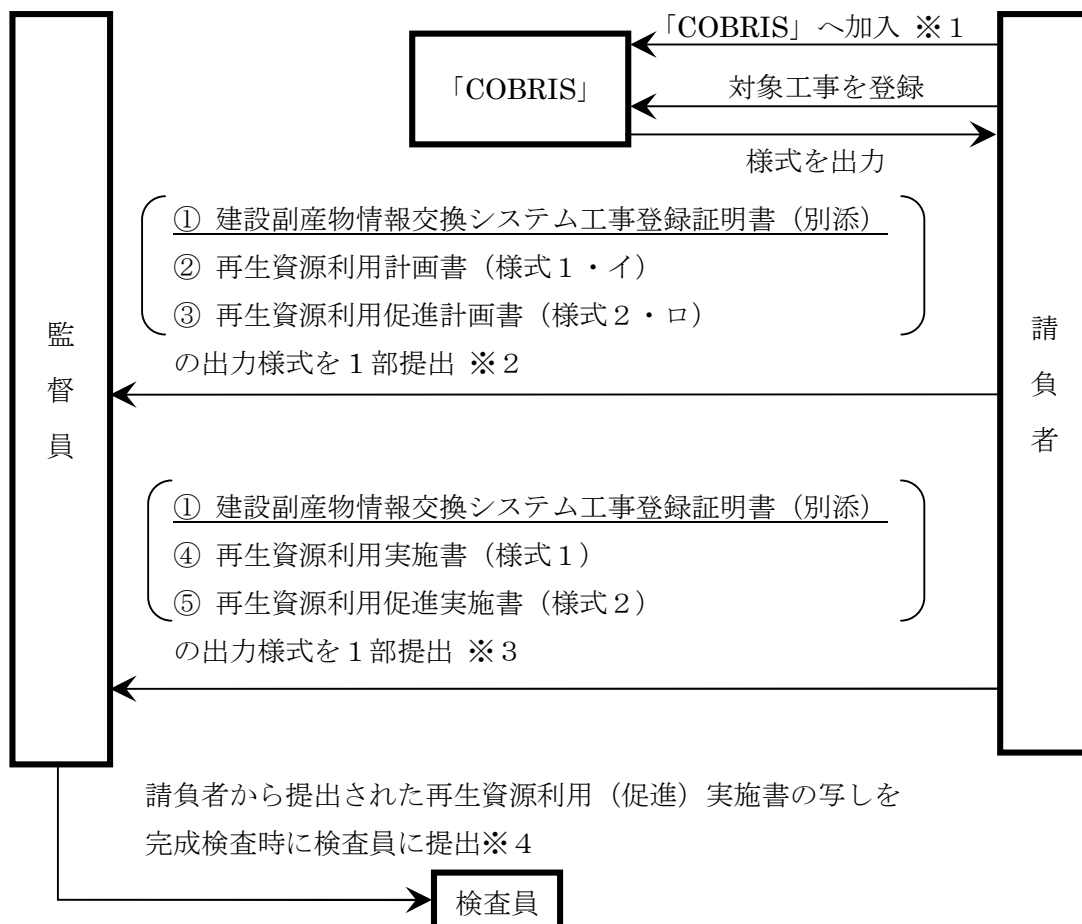 「COBRIS」へ加入 ※１
「COBRIS」
対象工事を登録
様式を出力
① 建設副産物情報交換システム工事登録証明書（別添）
② 再生資源利用計画書（様式１・イ）
③ 再生資源利用促進計画書（様式２・ロ）
の出力様式を１部提出 ※２
監督員
請負者
① 建設副産物情報交換システム工事登録証明書（別添）
④ 再生資源利用実施書（様式１）
⑤ 再生資源利用促進実施書（様式２）
の出力様式を１部提出 ※３
請負者から提出された再生資源利用（促進）実施書の写しを
完成検査時に検査員に提出※４
検査員